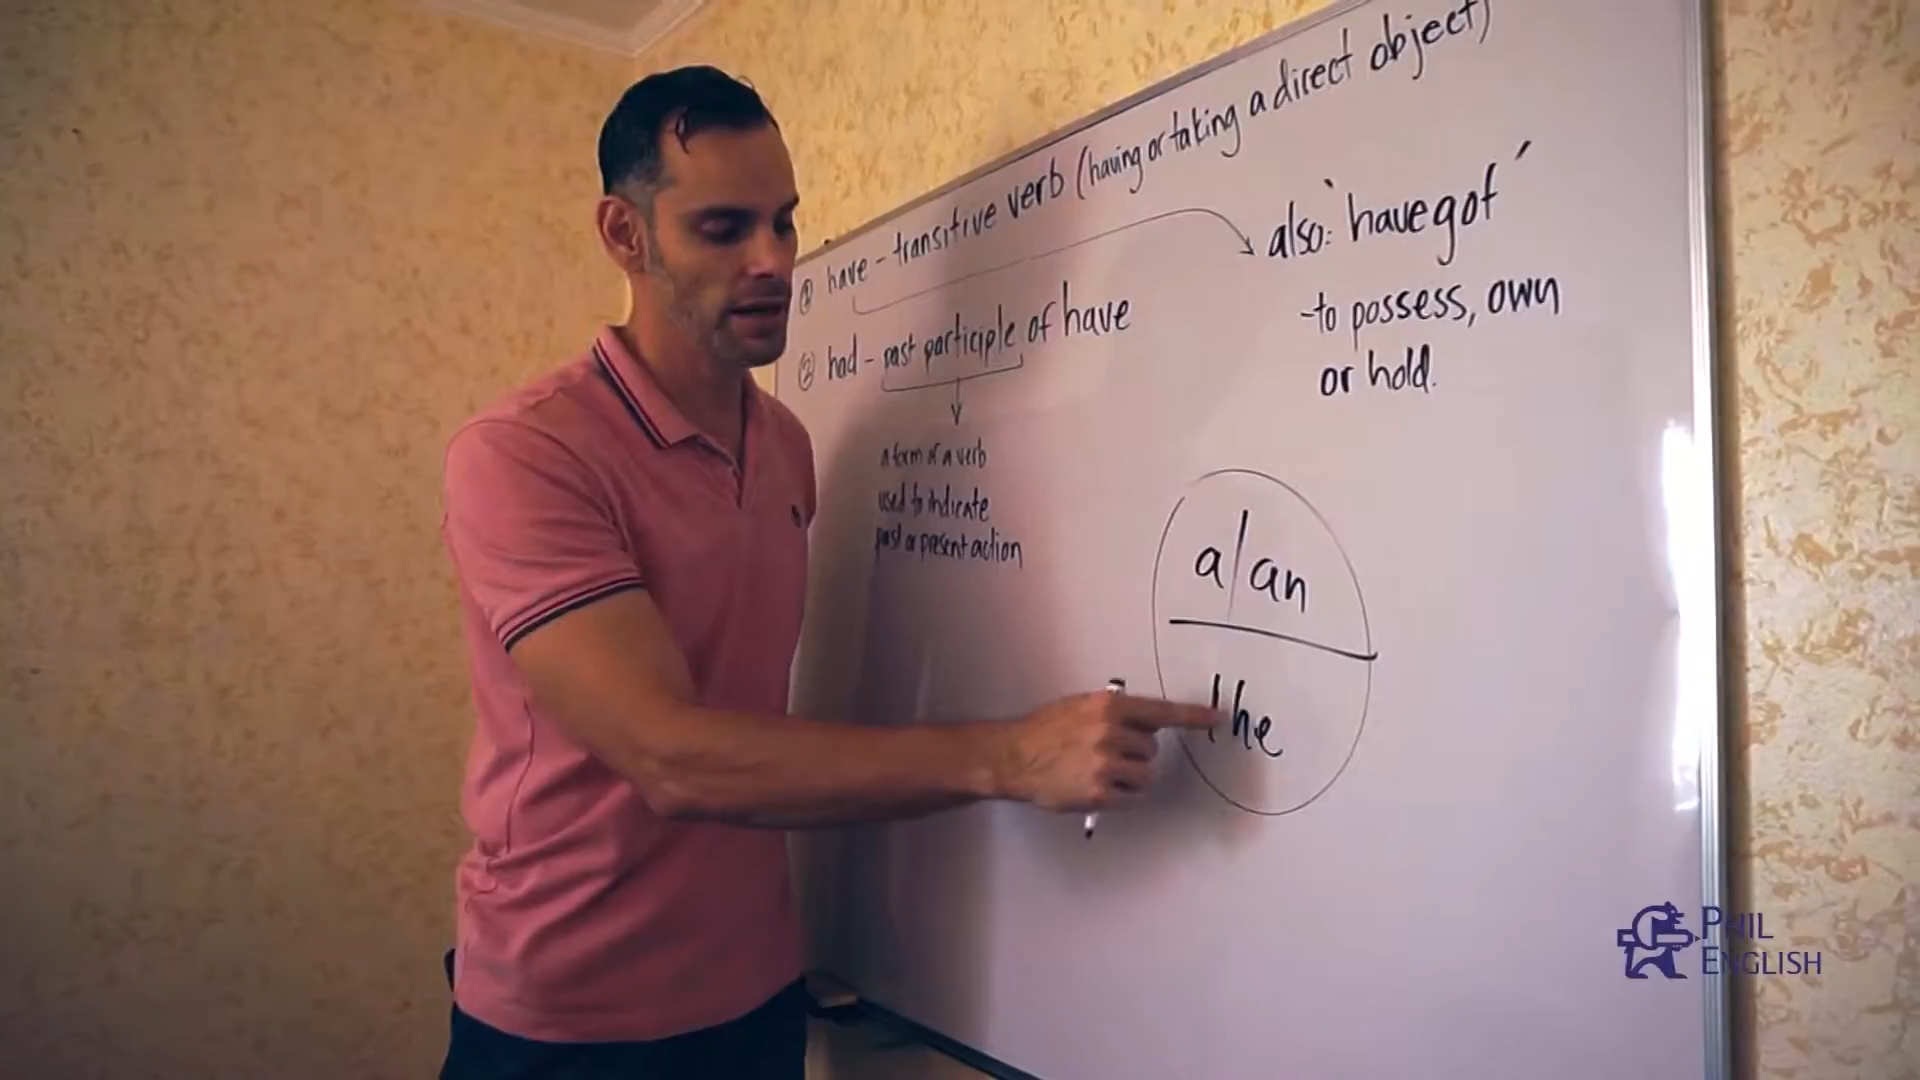 ① have – transitive verb (having or taking a direct object)
also: 'have got'
-to possess, own
or hold.
② had – past participle of have
a form of a verb
used to indicate
past or present action
a/an
the
PHIL
ENGLISH